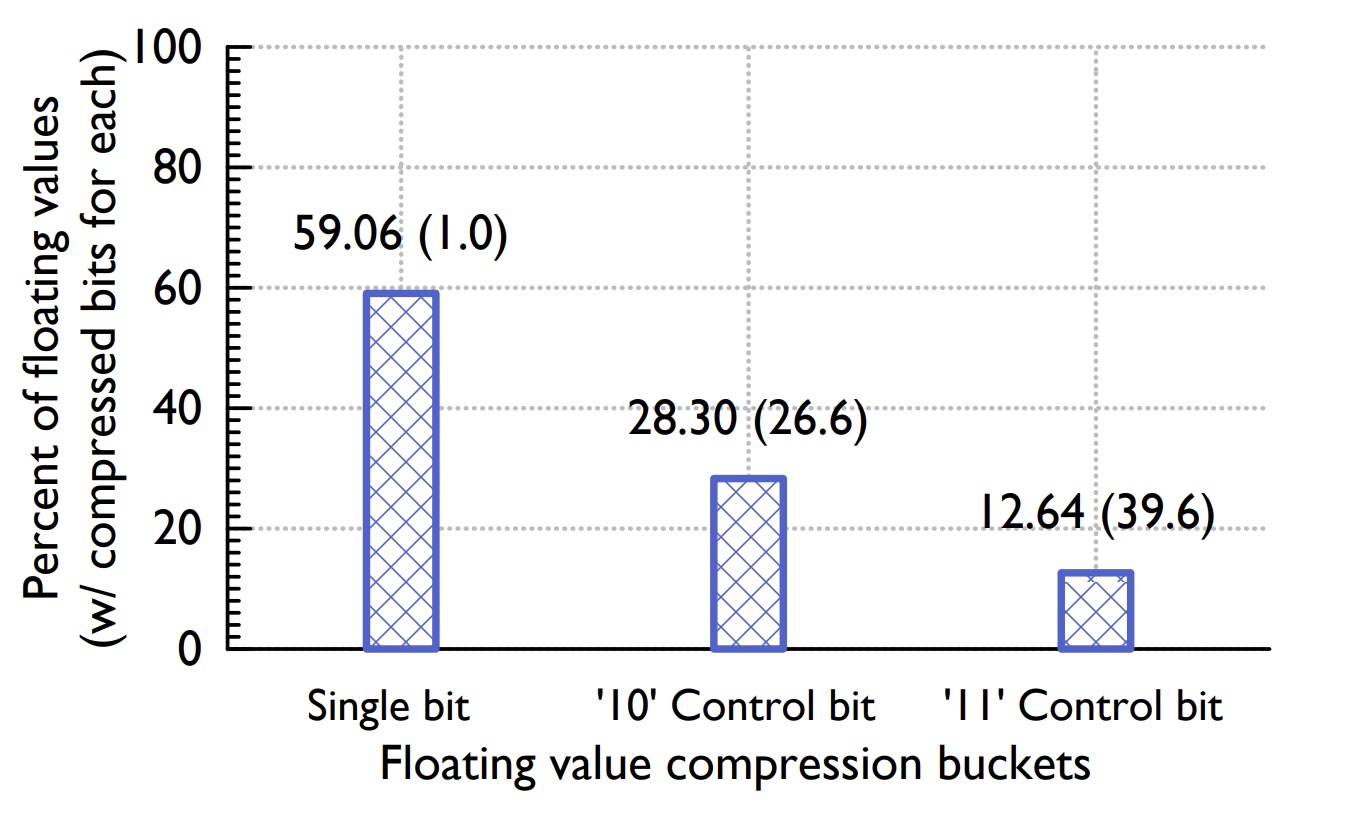 Percent of floating values
(w/ compressed bits for each)
100
80
60
40
20
0
59.06 (1.0)
28.30 (26.6)
12.64 (39.6)
Single bit
'10' Control bit
'11' Control bit
Floating value compression buckets